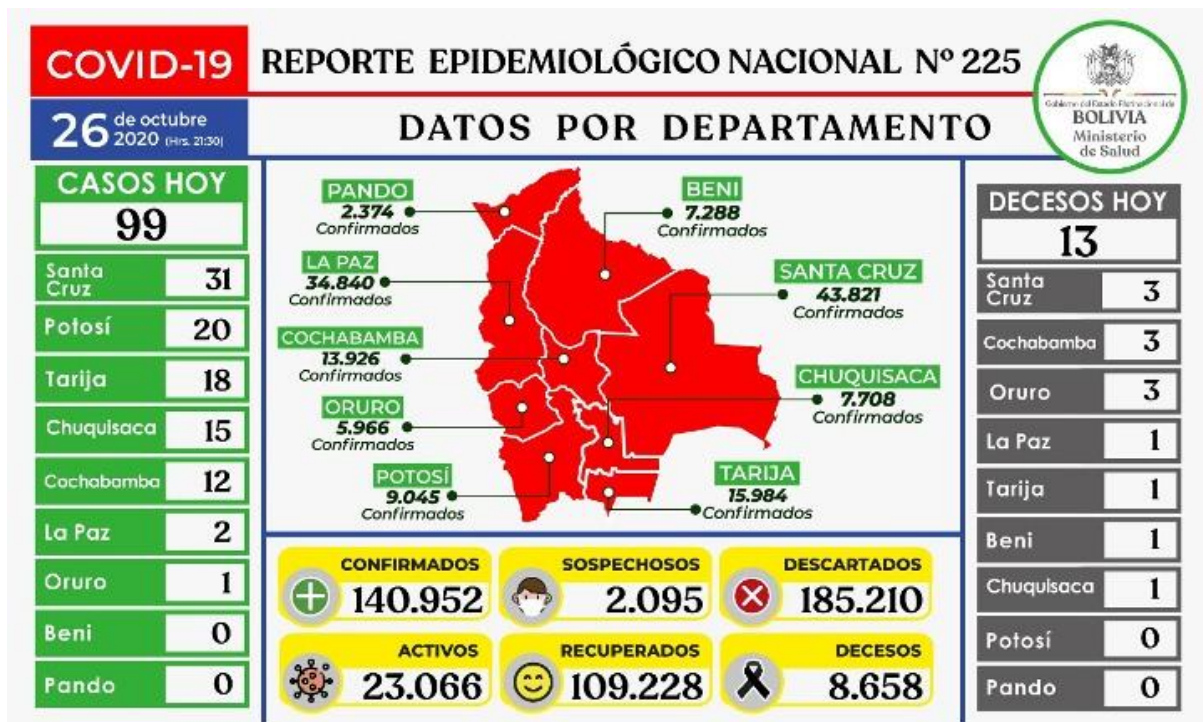 COVID-19
REPORTE EPIDEMIOLÓGICO NACIONAL Nº 225
26 de octubre
2020 (Hrs. 21:30)
DATOS POR DEPARTAMENTO
BOLIVIA
Ministerio
de Salud
CASOS HOY
99
Santa
Cruz 31
Potosí 20
Tarija 18
Chuquisaca 15
Cochabamba 12
La Paz 2
Oruro 1
Beni 0
Pando 0
PANDO
2.374
Confirmados
LA PAZ
34.840
Confirmados
COCHABAMBA
13.926
Confirmados
ORURO
5.966
Confirmados
POTOSÍ
9.045
Confirmados
BENI
7.288
Confirmados
SANTA CRUZ
43.821
Confirmados
CHUQUISACA
7.708
Confirmados
TARIJA
15.984
Confirmados
CONFIRMADOS
140.952
SOSPECHOSOS
2.095
DESCARTADOS
185.210
ACTIVOS
23.066
RECUPERADOS
109.228
DECESOS
8.658
DECESOS HOY
13
Santa
Cruz 3
Cochabamba 3
Oruro 3
La Paz 1
Tarija 1
Beni 1
Chuquisaca 1
Potosí 0
Pando 0